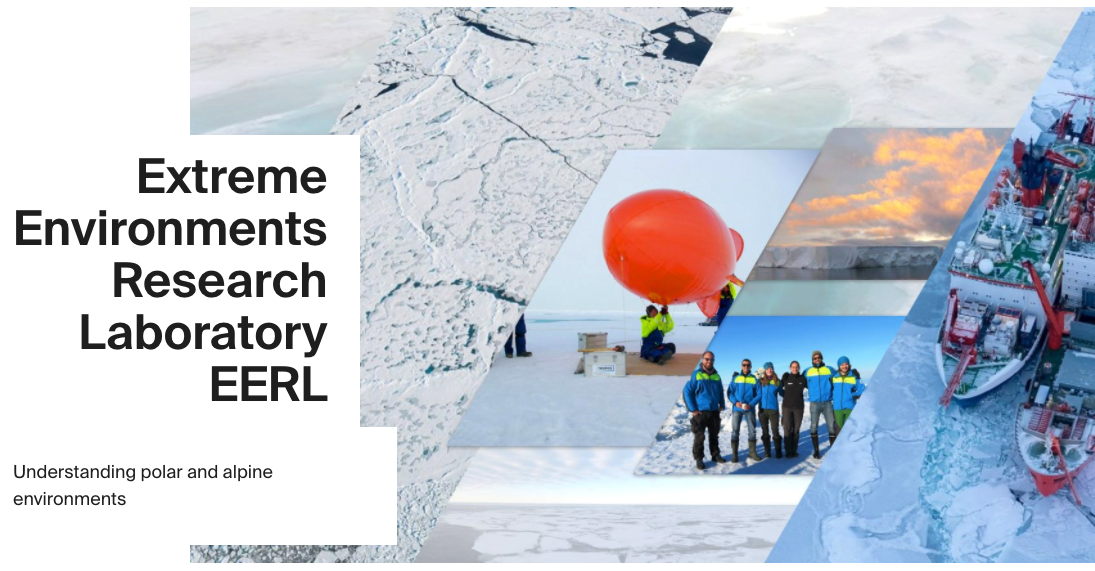 Extreme
Environments
Research
Laboratory
EERL
Understanding polar and alpine
environments